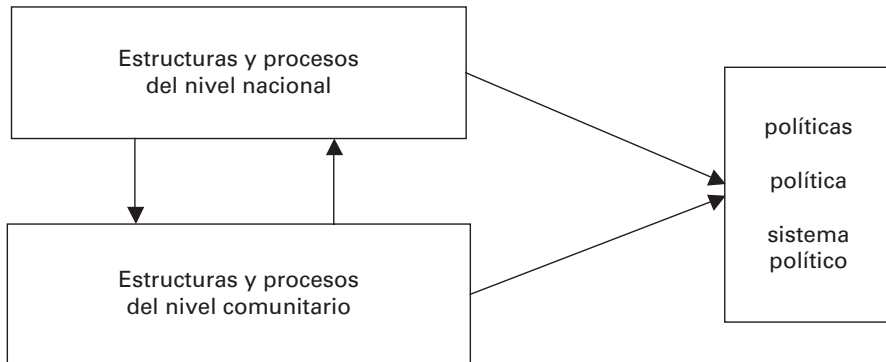 Estructuras y procesos
del nivel nacional
Estructuras y procesos
del nivel comunitario
políticas
política
sistema
político